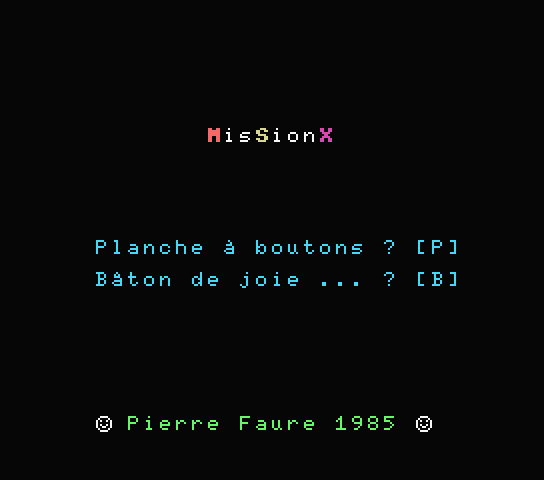 MisSionX
Planche à boutons ? [P]
Bâton de joie ... ? [B]
☺ Pierre Faure 1985 ☺